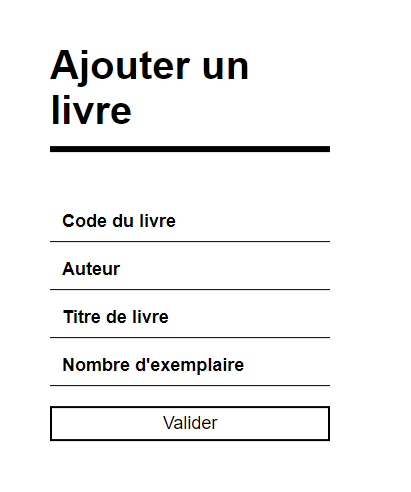 Ajouter un
livre
Code du livre
Auteur
Titre de livre
Nombre d'exemplaire
Valider